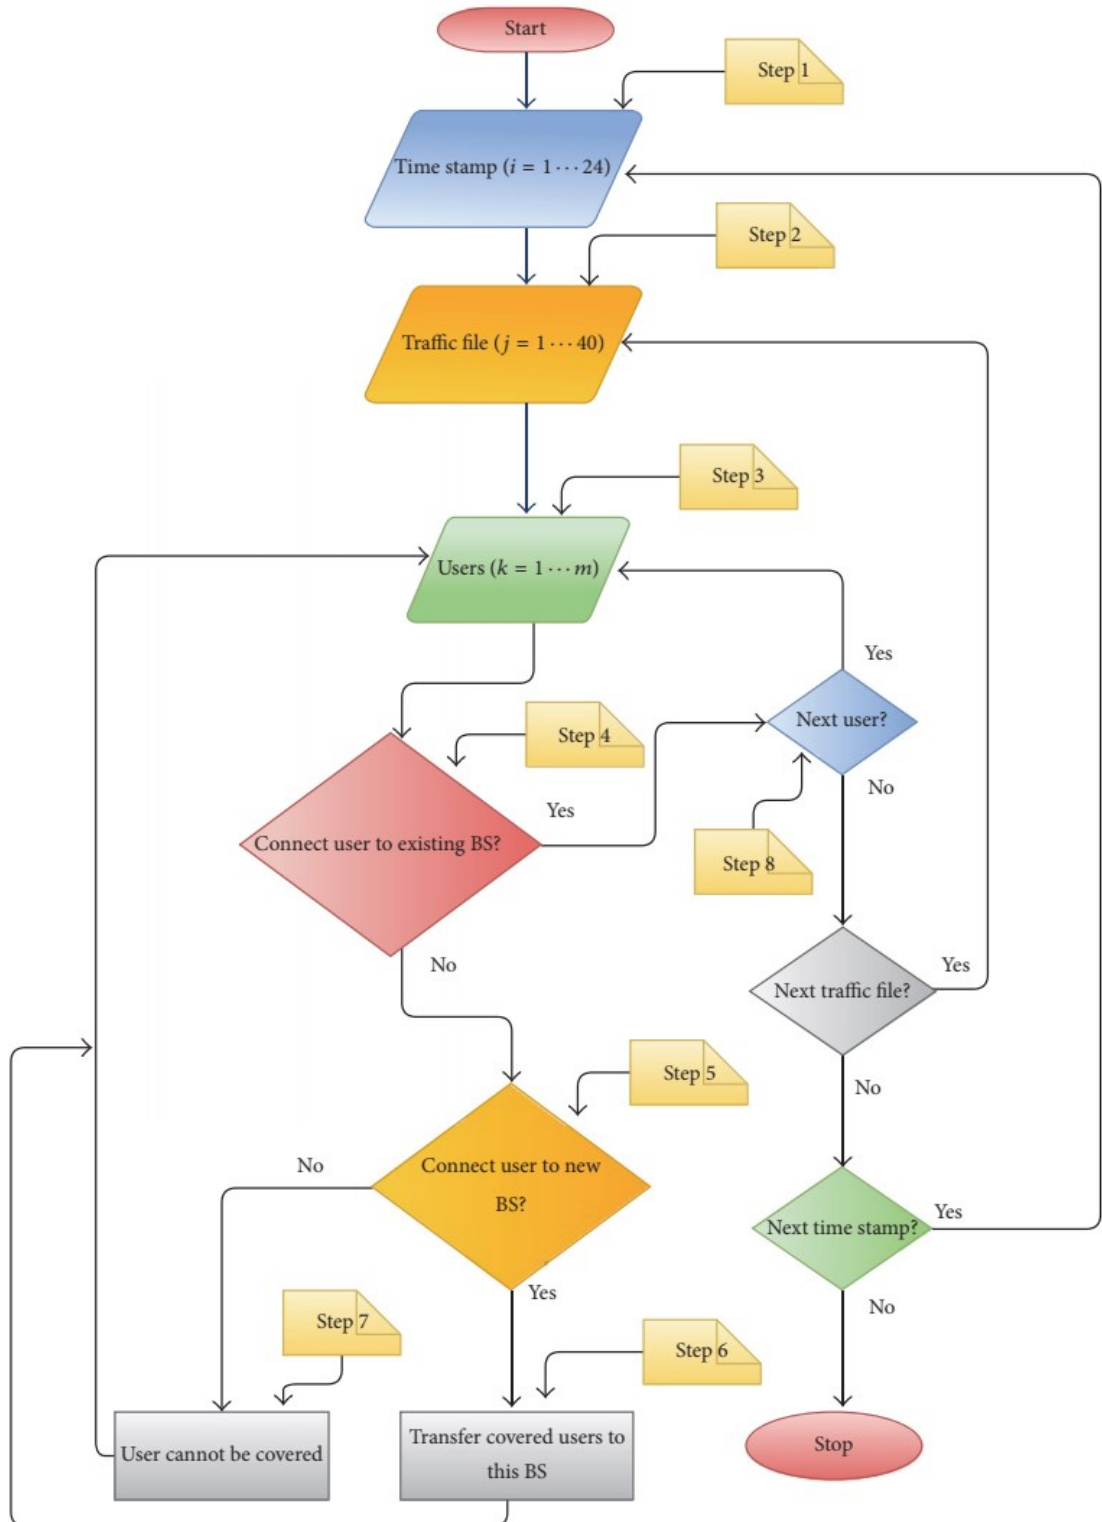 Start
Step 1
Time stamp (i = 1 ⋯ 24)
Step 2
Traffic file (j = 1 ⋯ 40)
Step 3
Users (k = 1 ⋯ m)
Yes
Next user?
Step 4
No
Yes
Connect user to existing BS?
Step 8
No
Yes
Next traffic file?
Step 5
No
No
Connect user to new
BS?
Yes
Next time stamp?
Yes
No
Step 7
Step 6
User cannot be covered
Transfer covered users to
this BS
Stop